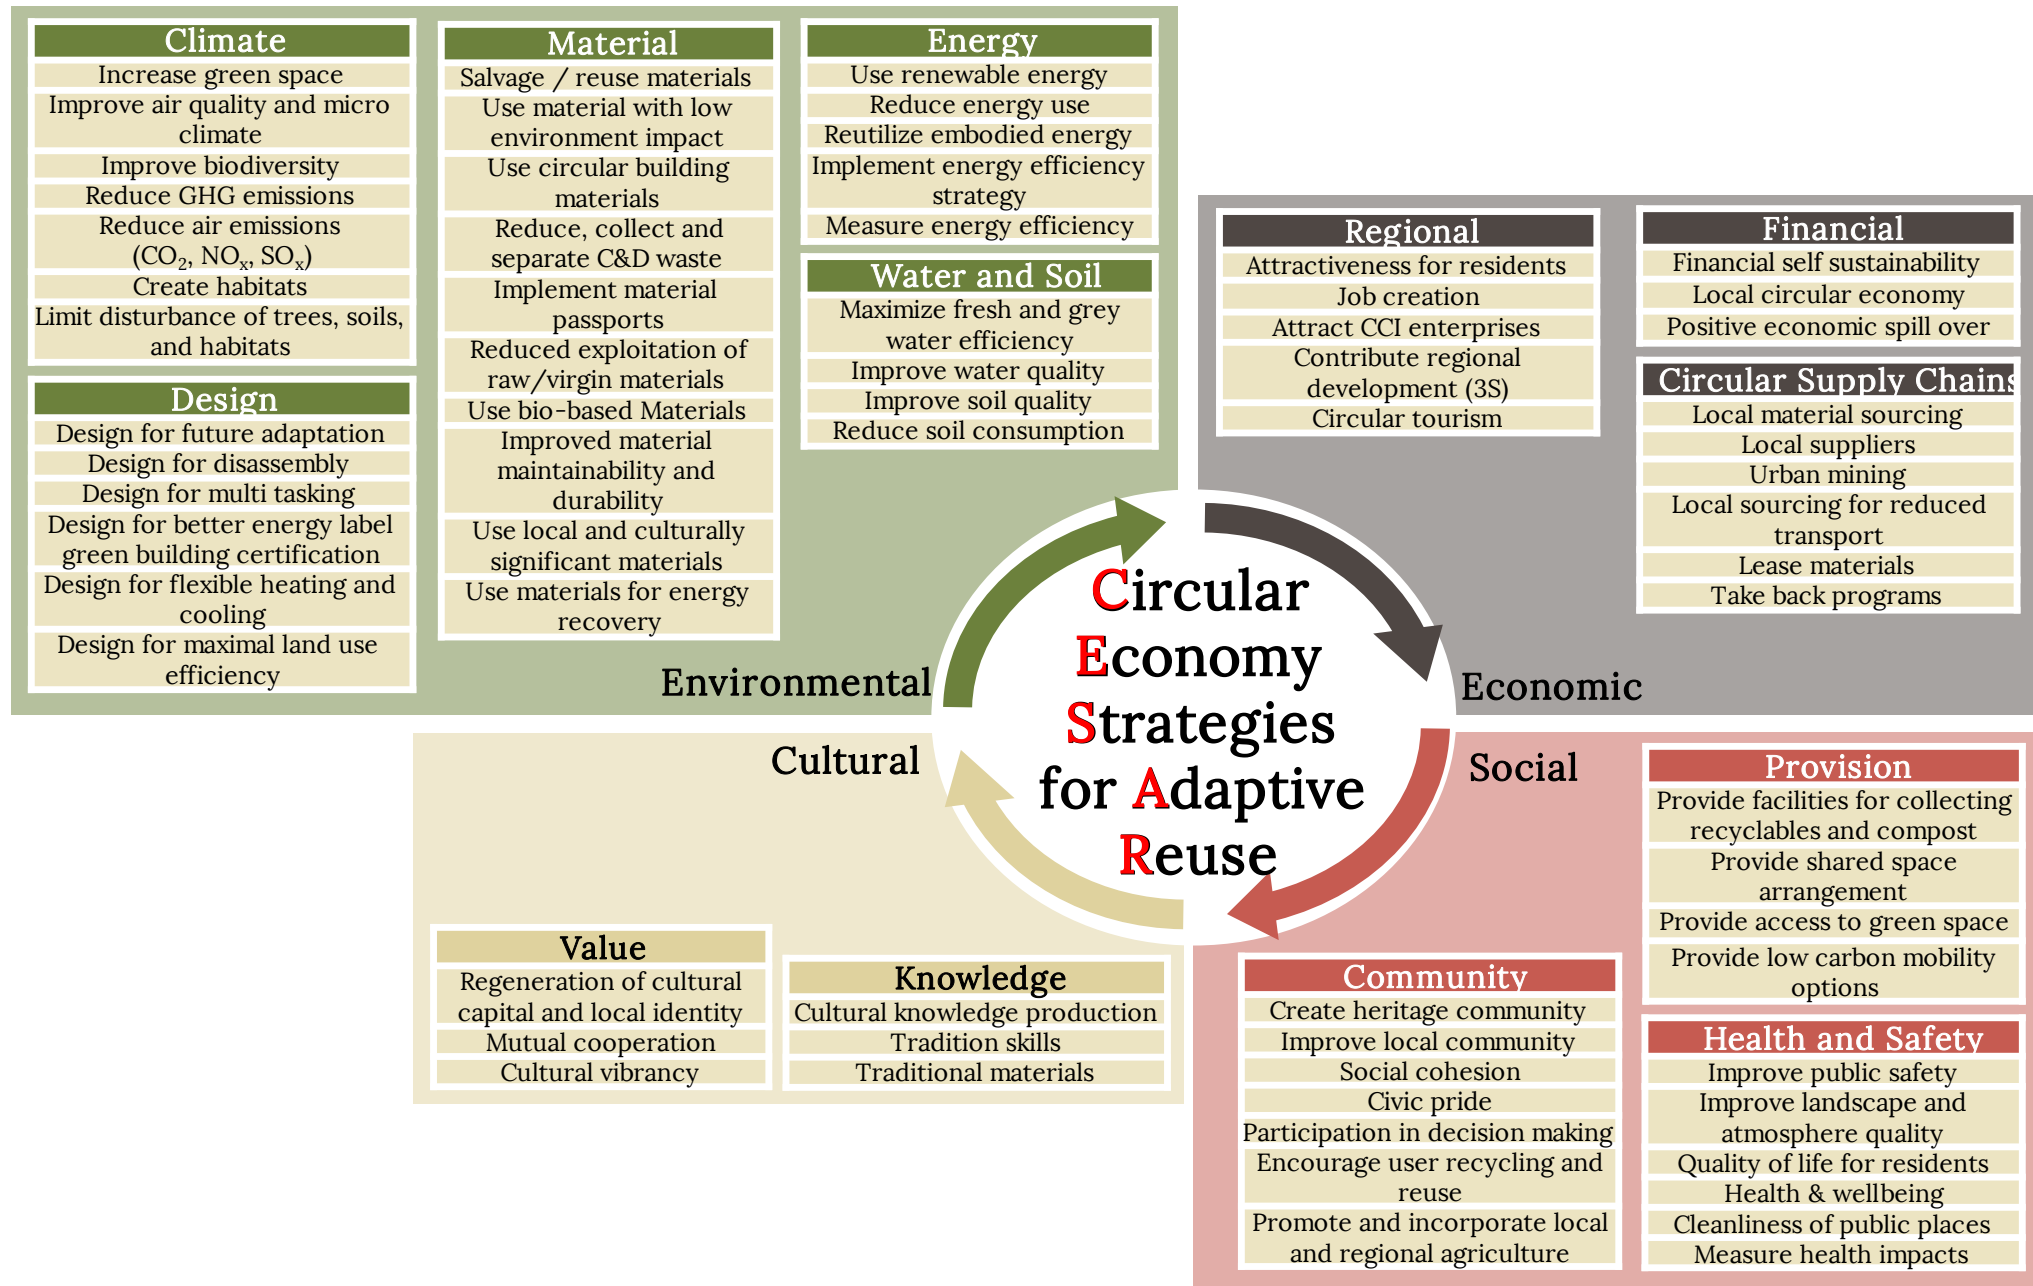 Climate
Increase green space
Improve air quality and micro
climate
Improve biodiversity
Reduce GHG emissions
Reduce air emissions
(CO₂, NOₓ, SOₓ)
Create habitats
Limit disturbance of trees, soils,
and habitats
Design
Design for future adaptation
Design for disassembly
Design for multi tasking
Design for better energy label
green building certification
Design for flexible heating and
cooling
Design for maximal land use
efficiency
Material
Salvage / reuse materials
Use material with low
environment impact
Use circular building
materials
Reduce, collect and
separate C&D waste
Implement material
passports
Reduced exploitation of
raw/virgin materials
Use bio-based Materials
Improved material
maintainability and
durability
Use local and culturally
significant materials
Use materials for energy
recovery
Energy
Use renewable energy
Reduce energy use
Reutilize embodied energy
Implement energy efficiency
strategy
Measure energy efficiency
Water and Soil
Maximize fresh and grey
water efficiency
Improve water quality
Improve soil quality
Reduce soil consumption
Environmental
Regional
Attractiveness for residents
Job creation
Attract CCI enterprises
Contribute regional
development (3S)
Circular tourism
Financial
Financial self sustainability
Local circular economy
Positive economic spill over
Circular Supply Chains
Local material sourcing
Local suppliers
Urban mining
Local sourcing for reduced
transport
Lease materials
Take back programs
Economic
Circular
Economy
Strategies
for Adaptive
Reuse
Cultural
Value
Regeneration of cultural
capital and local identity
Mutual cooperation
Cultural vibrancy
Knowledge
Cultural knowledge production
Tradition skills
Traditional materials
Social
Community
Create heritage community
Improve local community
Social cohesion
Civic pride
Participation in decision making
Encourage user recycling and
reuse
Promote and incorporate local
and regional agriculture
Provision
Provide facilities for collecting
recyclables and compost
Provide shared space
arrangement
Provide access to green space
Provide low carbon mobility
options
Health and Safety
Improve public safety
Improve landscape and
atmosphere quality
Quality of life for residents
Health & wellbeing
Cleanliness of public places
Measure health impacts